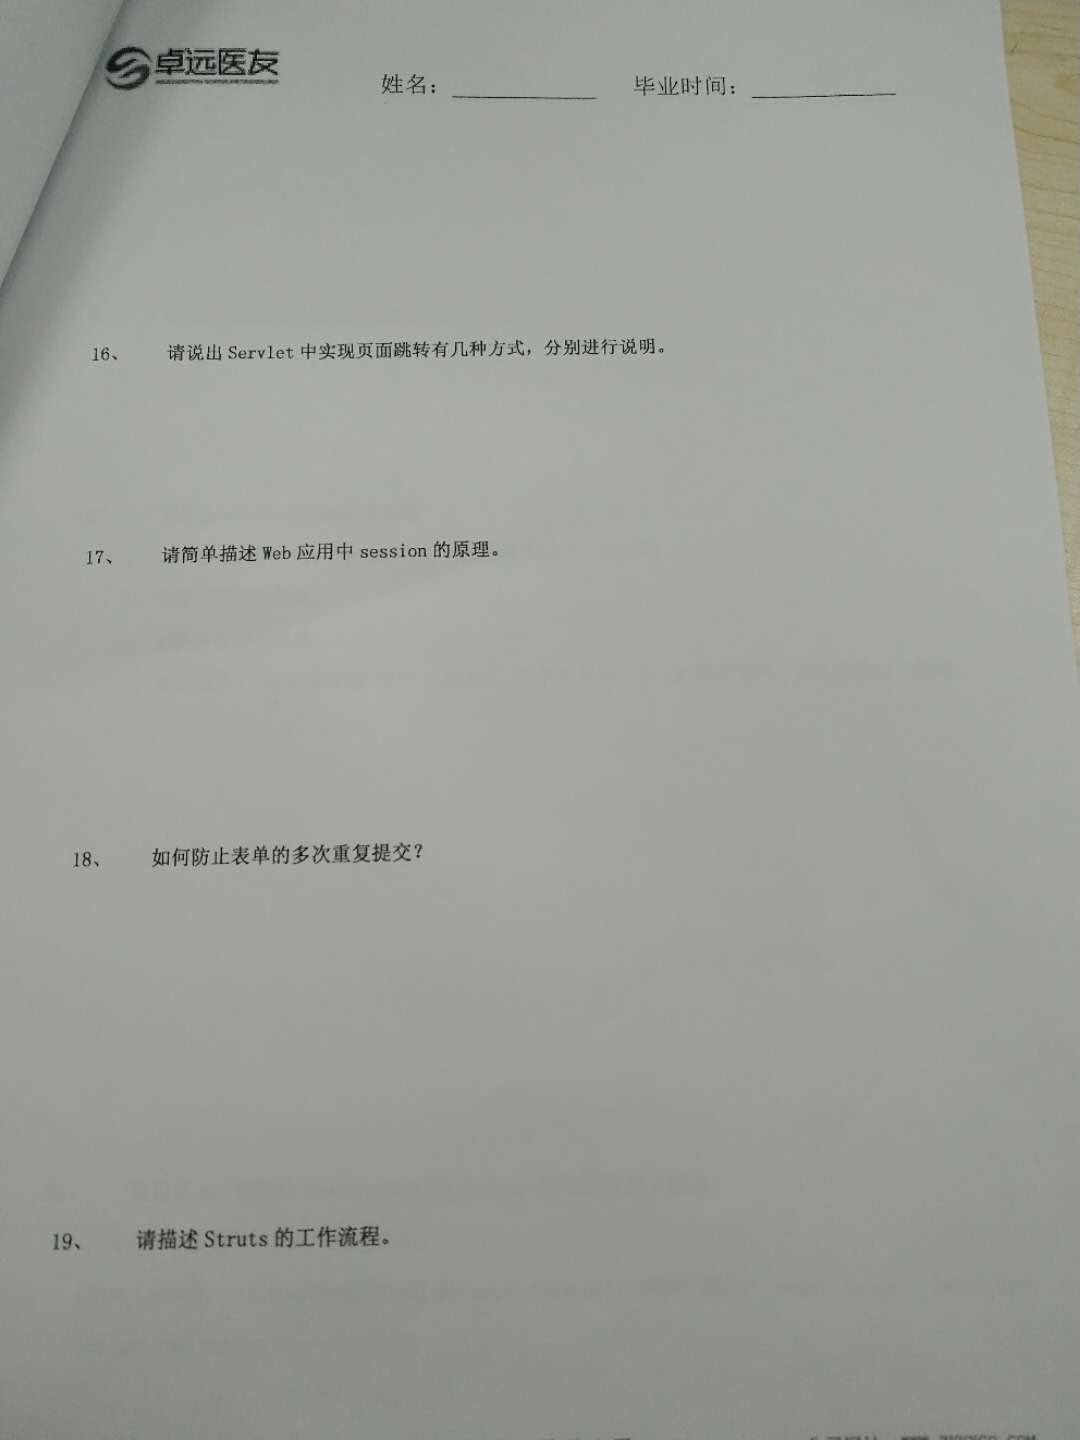 卓远医友
姓名：____________ 毕业时间：____________
16、 请说出 Servlet 中实现页面跳转有几种方式，分别进行说明。
17、 请简单描述 Web 应用中 session 的原理。
18、 如何防止表单的多次重复提交？
19、 请描述 Struts 的工作流程。